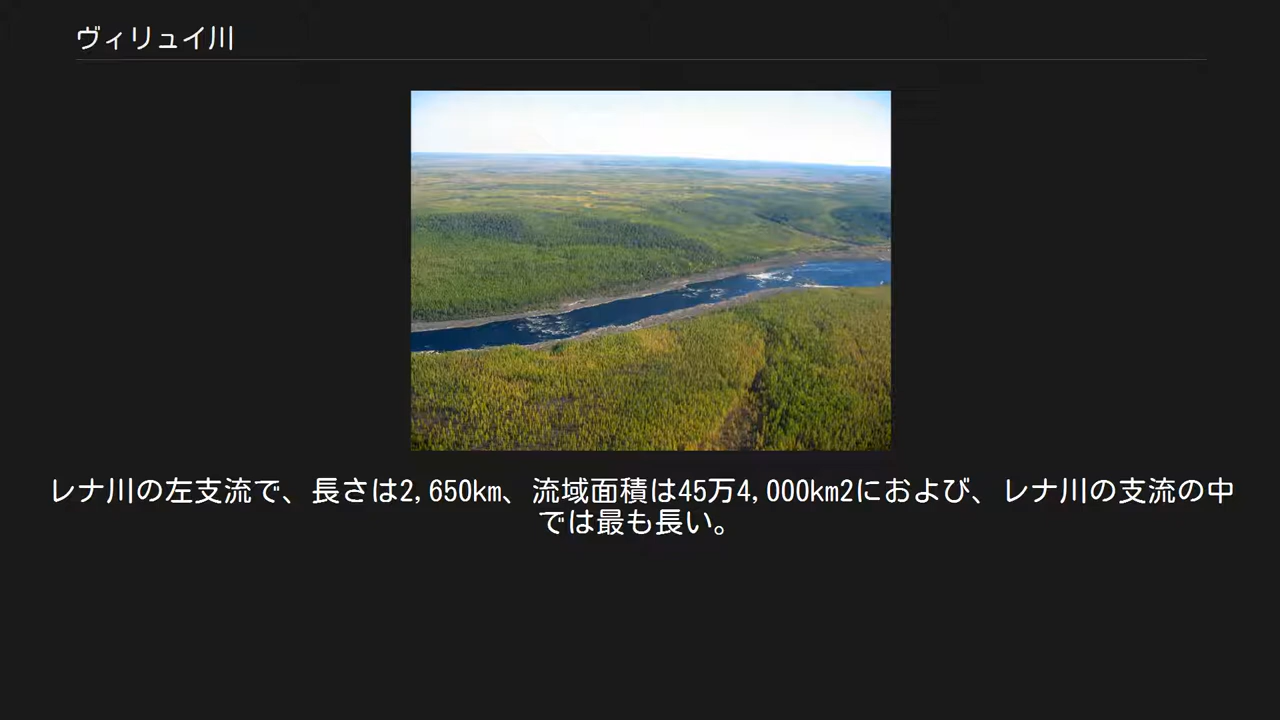 ヴィリュイ川
レナ川の左支流で、長さは2,650km、流域面積は45万4,000km2におよび、レナ川の支流の中
では最も長い。